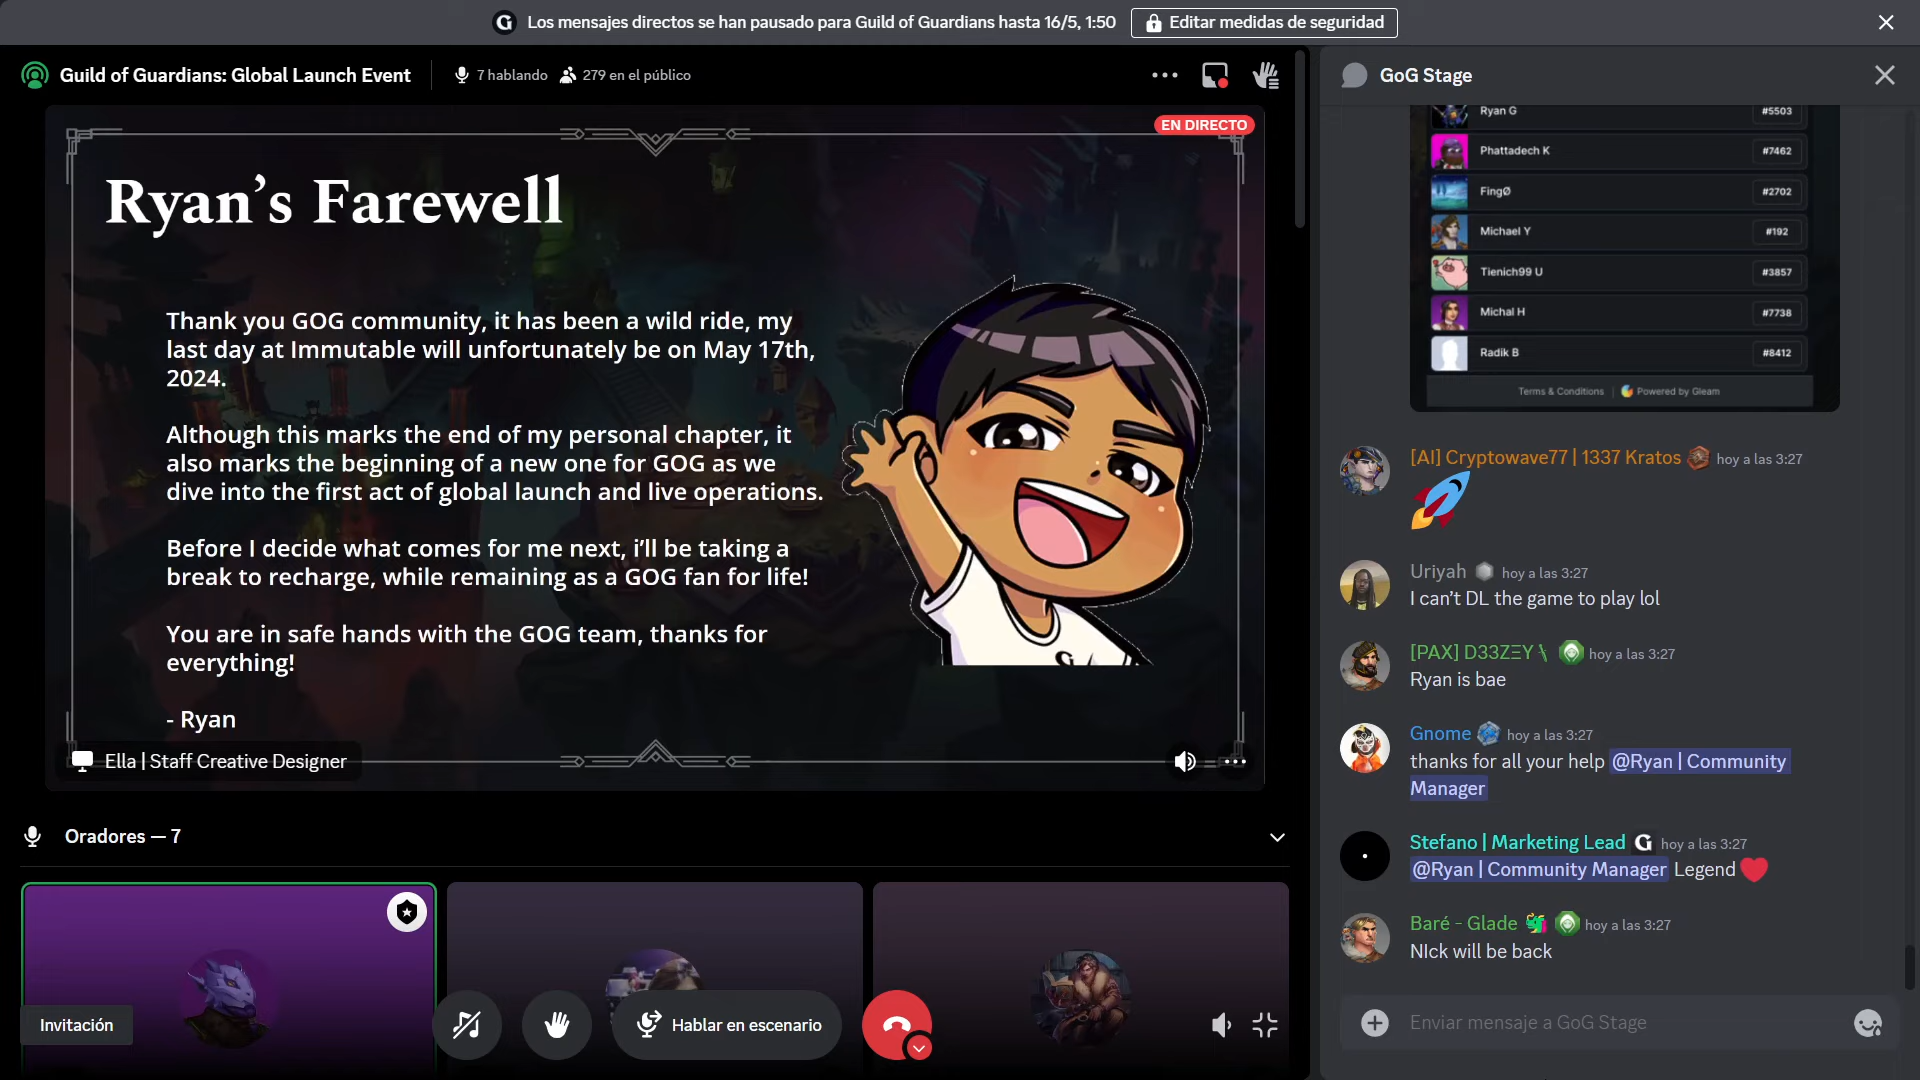 Los mensajes directos se han pausado para Guild of Guardians hasta 16/5, 1:50
Editar medidas de seguridad
Guild of Guardians: Global Launch Event
7 hablando
279 en el público
EN DIRECTO
Ryan's Farewell
Thank you GOG community, it has been a wild ride, my
last day at Immutable will unfortunately be on May 17th,
2024.
Although this marks the end of my personal chapter, it
also marks the beginning of a new one for GOG as we
dive into the first act of global launch and live operations.
Before I decide what comes for me next, i'll be taking a
break to recharge, while remaining as a GOG fan for life!
You are in safe hands with the GOG team, thanks for
everything!
- Ryan
Ella | Staff Creative Designer
Oradores — 7
Invitación
Hablar en escenario
GoG Stage
Ryan G #5503
Phattadech K #7462
FingØ #2702
Michael Y #192
Tienich99 U #3857
Michal H #7738
Radik B #8412
Terms & Conditions | Powered by Gleam
[AI] Cryptowave77 | 1337 Kratos hoy a las 3:27
Uriyah hoy a las 3:27
I can't DL the game to play lol
[PAX] D33ZΞY hoy a las 3:27
Ryan is bae
Gnome hoy a las 3:27
thanks for all your help @Ryan | Community
Manager
Stefano | Marketing Lead G hoy a las 3:27
@Ryan | Community Manager Legend
Baré - Glade hoy a las 3:27
NIck will be back
Enviar mensaje a GoG Stage